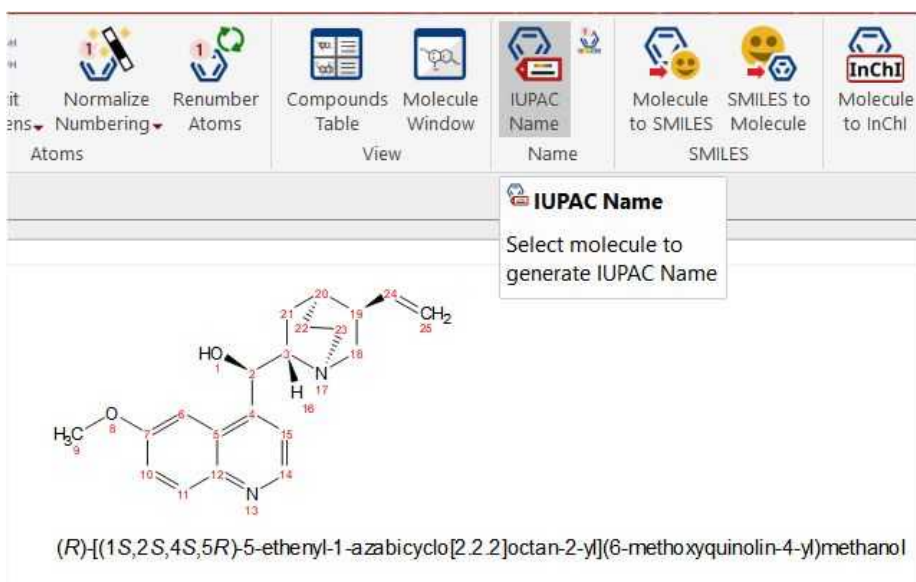 it Normalize Renumber Compounds Molecule IUPAC Molecule SMILES to Molecule
ens Numbering Atoms Table Window Name to SMILES Molecule to InChI
InChI
1
1
Atoms View Name SMILES
IUPAC Name
Select molecule to
generate IUPAC Name
20 24
21 19 CH2
22 23 25
HO 3 18
1 2 N
H 17
16
O 6 4
H3C 8 7 5 15
9
10 12 14
11 N
13
(R)-[(1S,2S,4S,5R)-5-ethenyl-1-azabicyclo[2.2.2]octan-2-yl](6-methoxyquinolin-4-yl)methanol